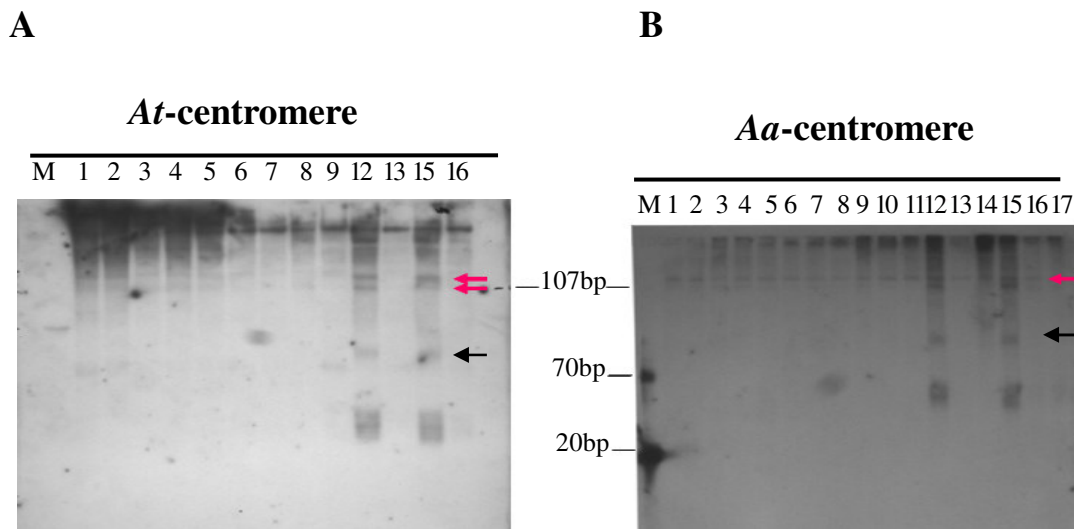 A
B
At-centromere
Aa-centromere
M 1 2 3 4 5 6 7 8 9 12 13 15 16
M 1 2 3 4 5 6 7 8 9 10 11 12 13 14 15 16 17
107bp
70bp
20bp